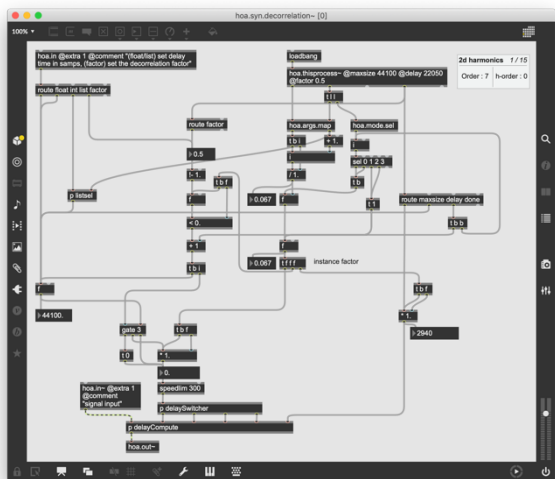 hoa.syn.decorrelation~ [0]
100%
hoa.in @extra 1 @comment "(float/list) set delay
time in samps, (factor) set the decorrelation factor"
loadbang
2d harmonics 1 / 15
Order : 7
h-order : 0
hoa.thisprocess~ @maxsize 44100 @delay 22050
@factor 0.5
route float int list factor
t l l
route factor
hoa.args.map
hoa.mode.sel
t b i
+ 1.
i
0.5
i
sel 0 1 2 3
!- 1.
t b f
/ 1.
t b
p listsel
f
0.067
f
t 1
route maxsize delay done
< 0.
t b b
+ 1
f
t b i
0.067
t f f f
instance factor
f
t b f
44100.
* 1.
gate 3
t b f
2940
t 0
* 1.
0.
hoa.in~ @extra 1
@comment
"signal input"
speedlim 300
p delaySwitcher
p delayCompute
hoa.out~